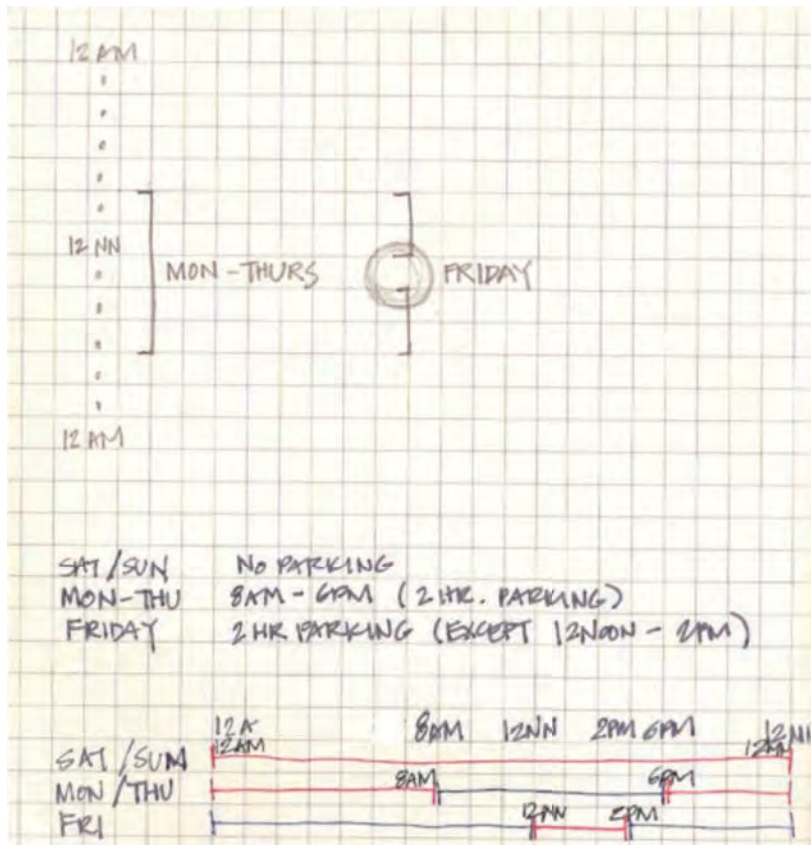 12 AM
12 NN
MON - THURS
FRIDAY
12 AM
SAT/SUN NO PARKING
MON-THU 8AM - 6PM (2 HR. PARKING)
FRIDAY 2 HR PARKING (EXCEPT 12NOON - 2PM)
12A 8AM 12NN 2PM 6PM
SAT/SUN 12AM
MON/THU 8AM 6PM
FRI 12NN 2PM